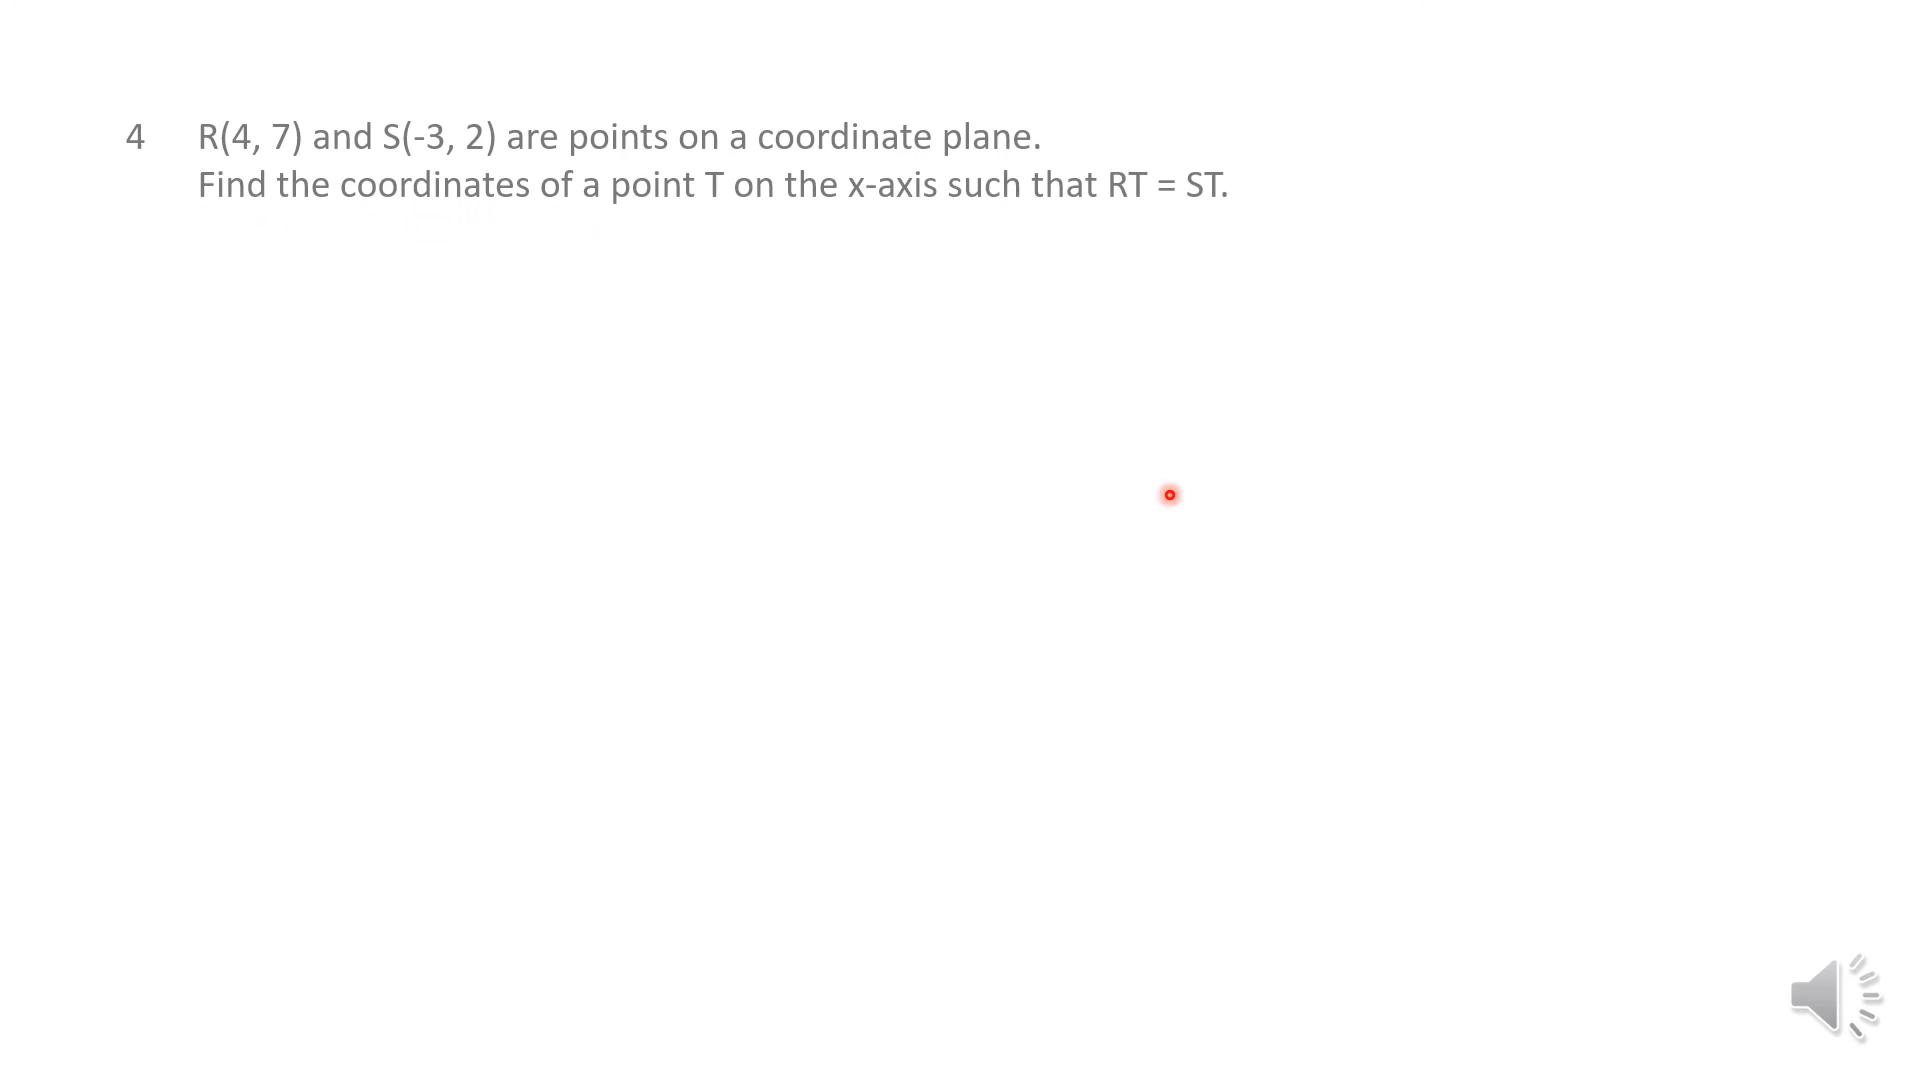 4 R(4, 7) and S(-3, 2) are points on a coordinate plane.
Find the coordinates of a point T on the x-axis such that RT = ST.